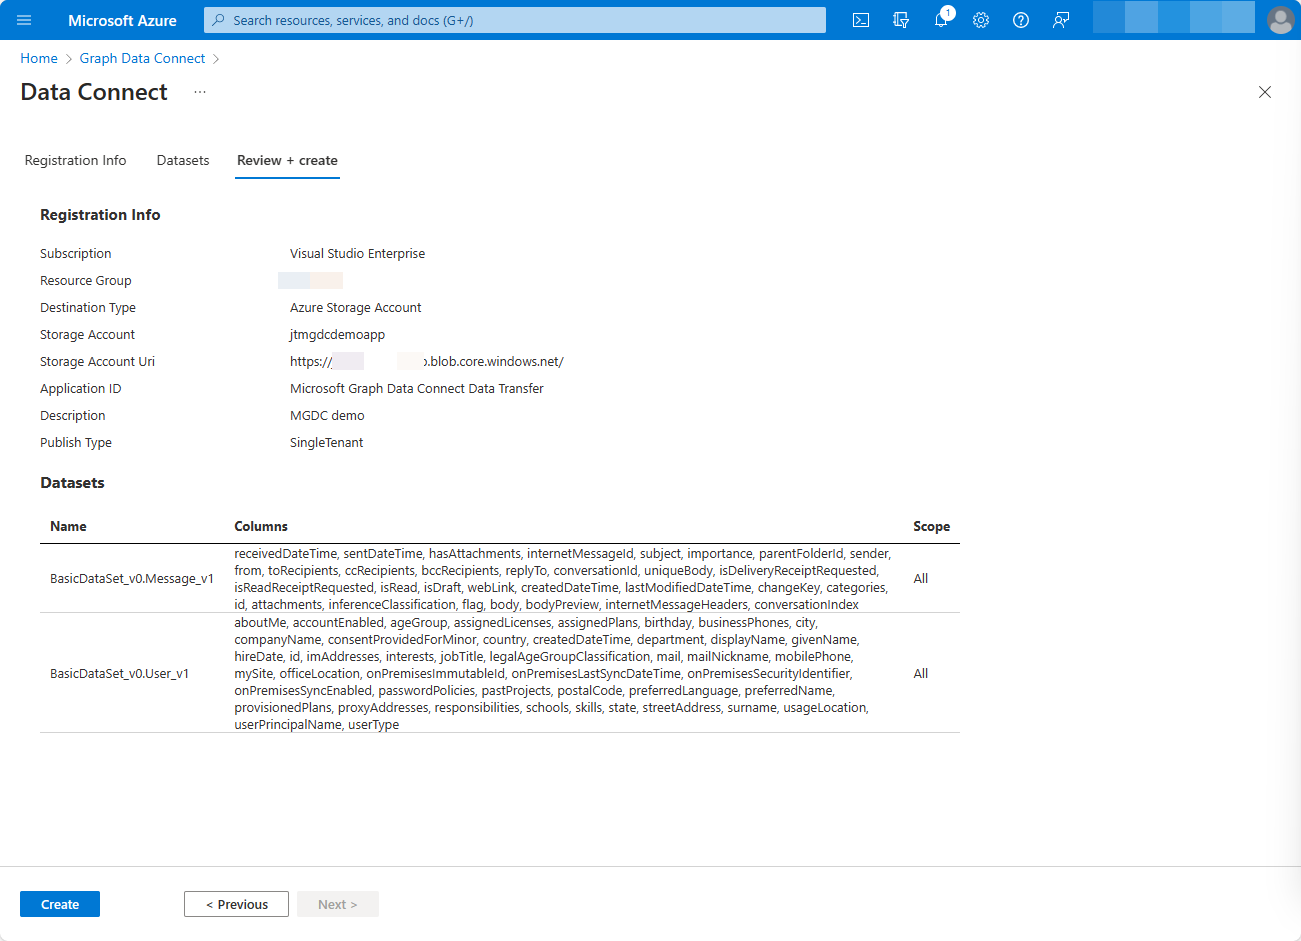 Microsoft Azure
Search resources, services, and docs (G+/)
1
Home > Graph Data Connect >
Data Connect ...
Registration Info Datasets Review + create
Registration Info
Subscription Visual Studio Enterprise
Resource Group
Destination Type Azure Storage Account
Storage Account jtmgdcdemoapp
Storage Account Uri https:// .blob.core.windows.net/
Application ID Microsoft Graph Data Connect Data Transfer
Description MGDC demo
Publish Type SingleTenant
Datasets
Name Columns Scope
receivedDateTime, sentDateTime, hasAttachments, internetMessageId, subject, importance, parentFolderId, sender,
from, toRecipients, ccRecipients, bccRecipients, replyTo, conversationId, uniqueBody, isDeliveryReceiptRequested,
BasicDataSet_v0.Message_v1 All
isReadReceiptRequested, isRead, isDraft, webLink, createdDateTime, lastModifiedDateTime, changeKey, categories,
id, attachments, inferenceClassification, flag, body, bodyPreview, internetMessageHeaders, conversationIndex
aboutMe, accountEnabled, ageGroup, assignedLicenses, assignedPlans, birthday, businessPhones, city,
companyName, consentProvidedForMinor, country, createdDateTime, department, displayName, givenName,
hireDate, id, imAddresses, interests, jobTitle, legalAgeGroupClassification, mail, mailNickname, mobilePhone,
BasicDataSet_v0.User_v1 mySite, officeLocation, onPremisesImmutableId, onPremisesLastSyncDateTime, onPremisesSecurityIdentifier, All
onPremisesSyncEnabled, passwordPolicies, pastProjects, postalCode, preferredLanguage, preferredName,
provisionedPlans, proxyAddresses, responsibilities, schools, skills, state, streetAddress, surname, usageLocation,
userPrincipalName, userType
Create < Previous Next >